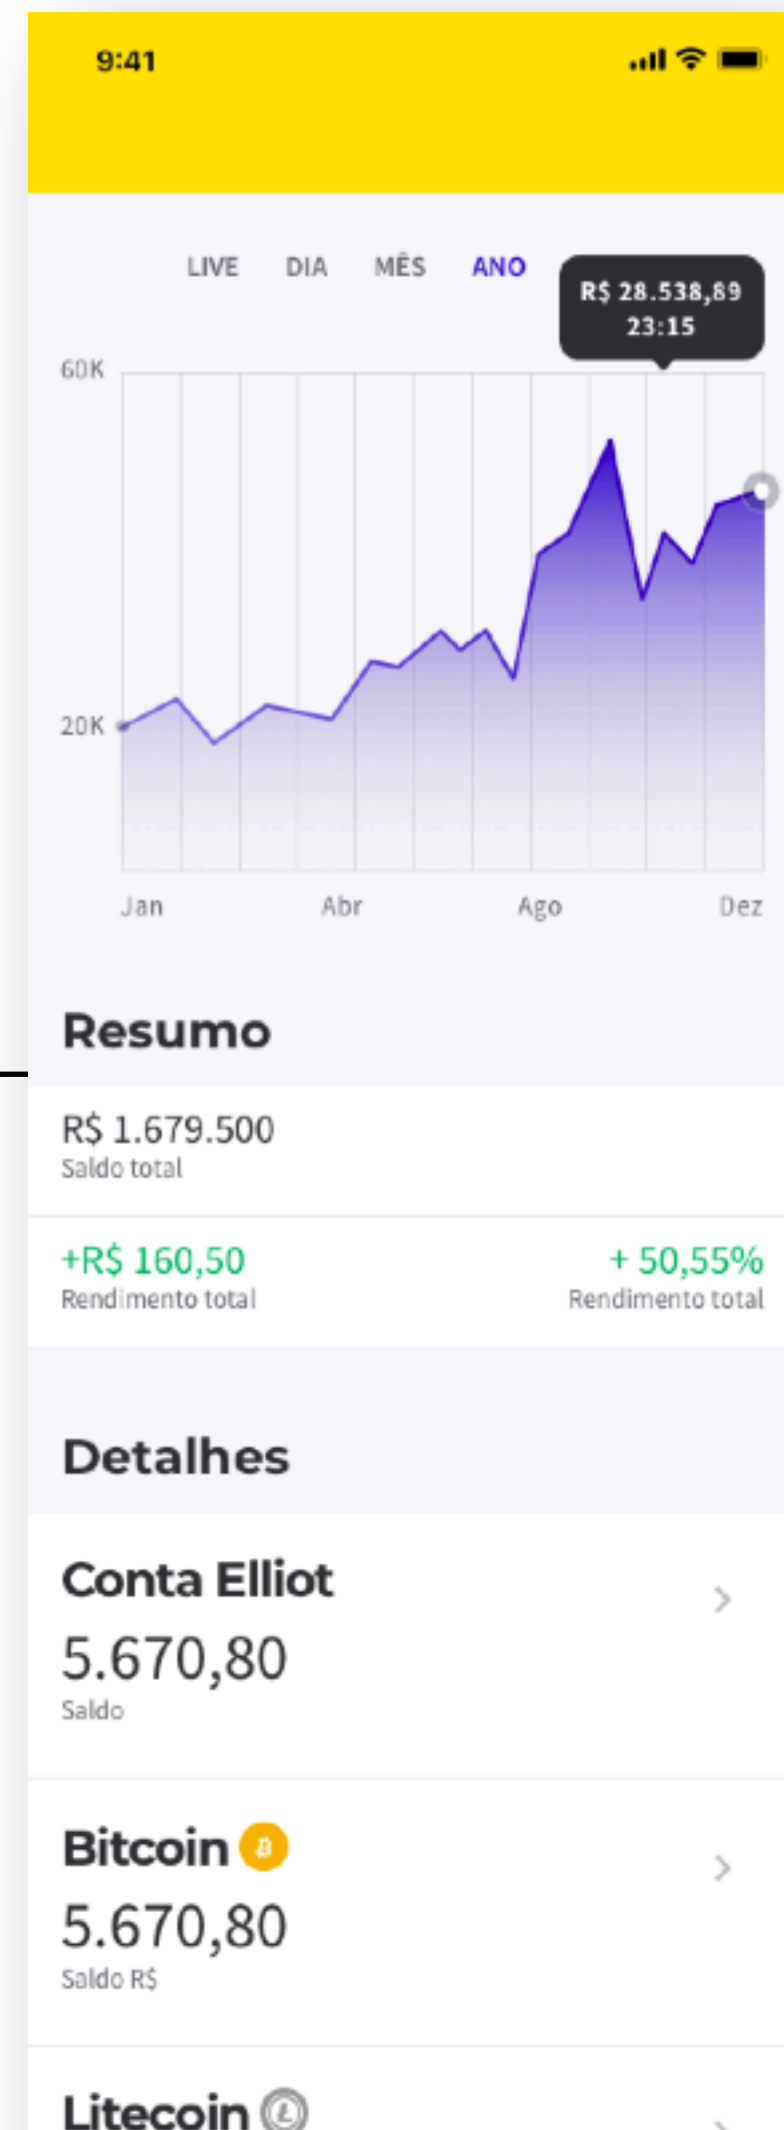 9:41
LIVE DIA MÊS ANO
R$ 28.538,89
23:15
60K
20K
Jan Abr Ago Dez
Resumo
R$ 1.679.500
Saldo total
+R$ 160,50 + 50,55%
Rendimento total Rendimento total
Detalhes
Conta Elliot
5.670,80
Saldo
Bitcoin
5.670,80
Saldo R$
Litecoin